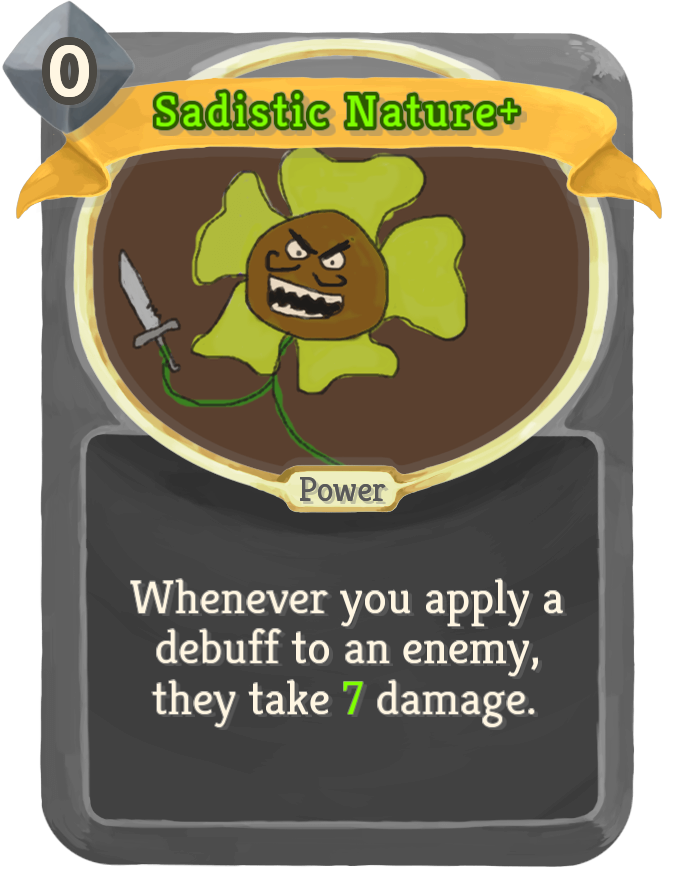 0
Sadistic Nature+
Power
Whenever you apply a
debuff to an enemy,
they take 7 damage.